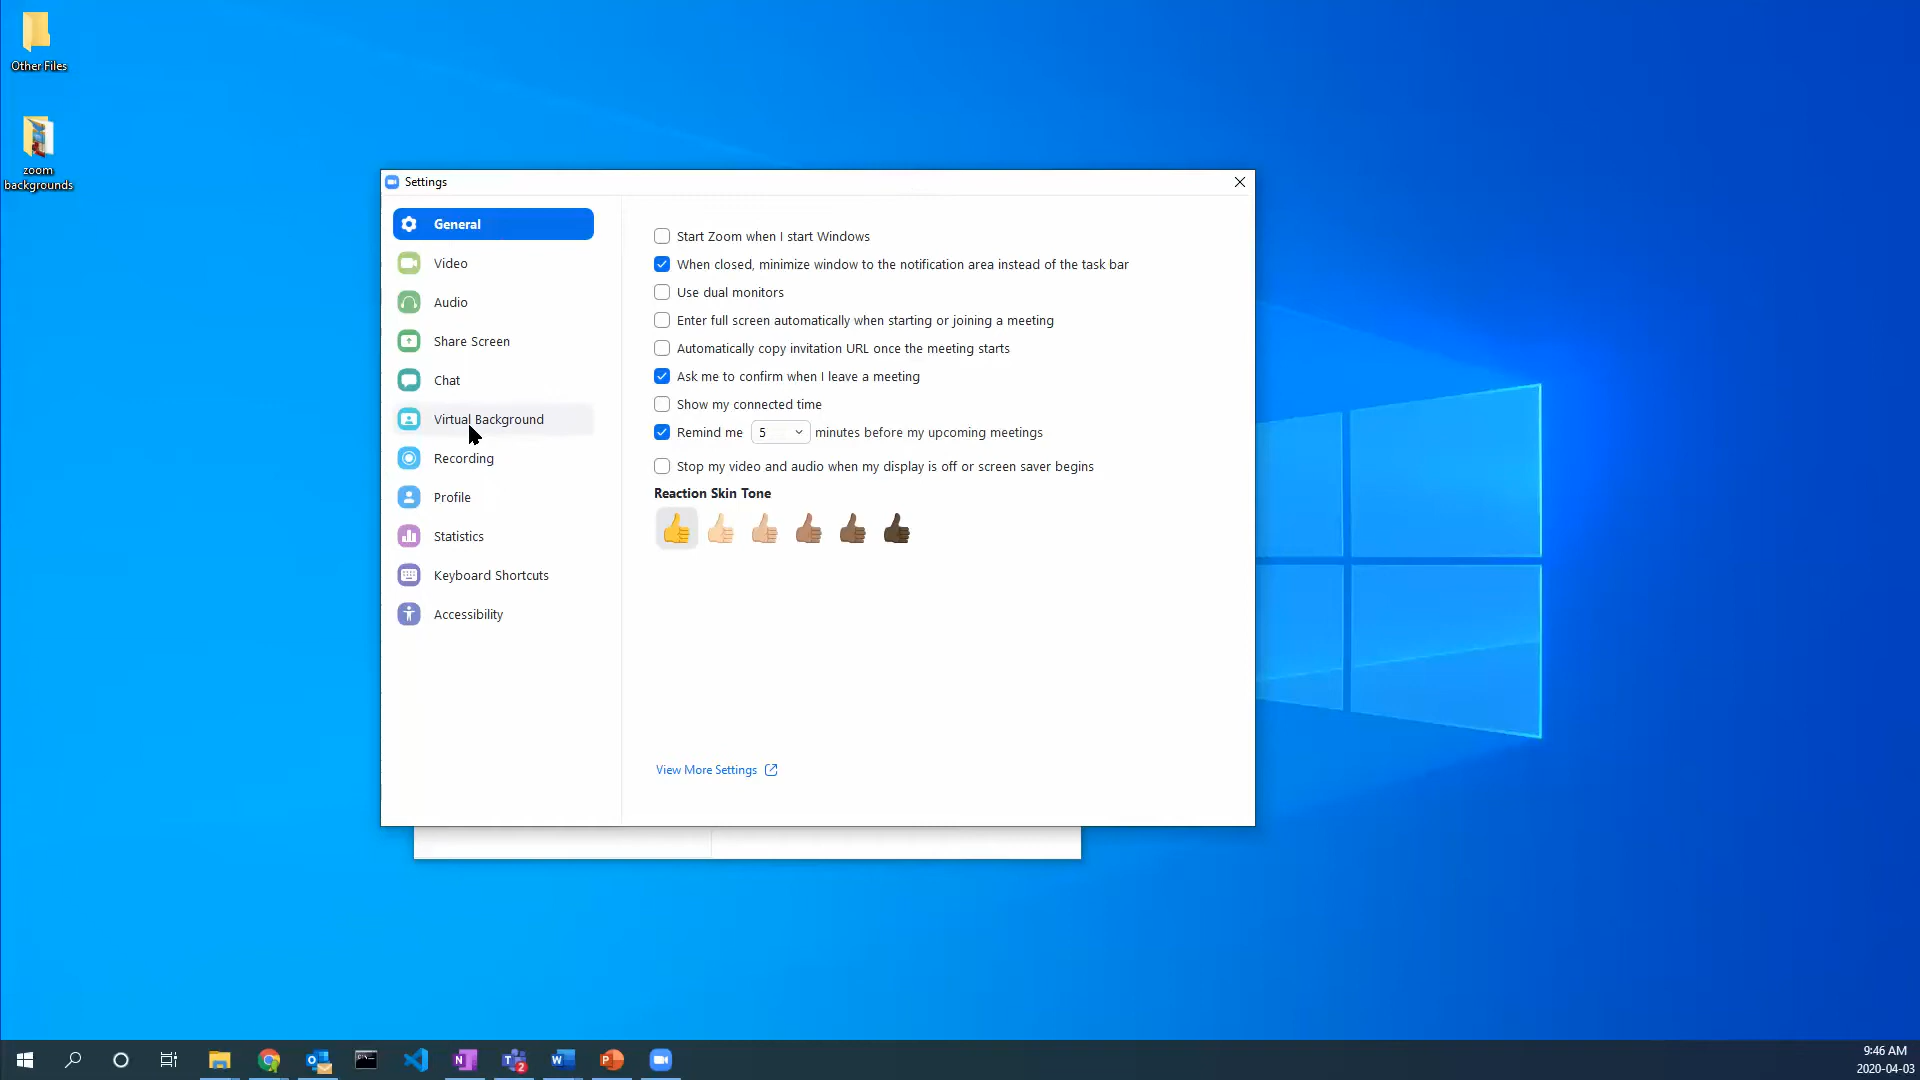 Other Files
zoom
backgrounds
Settings
General
Video
Audio
Share Screen
Chat
Virtual Background
Recording
Profile
Statistics
Keyboard Shortcuts
Accessibility
Start Zoom when I start Windows
When closed, minimize window to the notification area instead of the task bar
Use dual monitors
Enter full screen automatically when starting or joining a meeting
Automatically copy invitation URL once the meeting starts
Ask me to confirm when I leave a meeting
Show my connected time
Remind me 5 minutes before my upcoming meetings
Stop my video and audio when my display is off or screen saver begins
Reaction Skin Tone
View More Settings
9:46 AM
2020-04-03